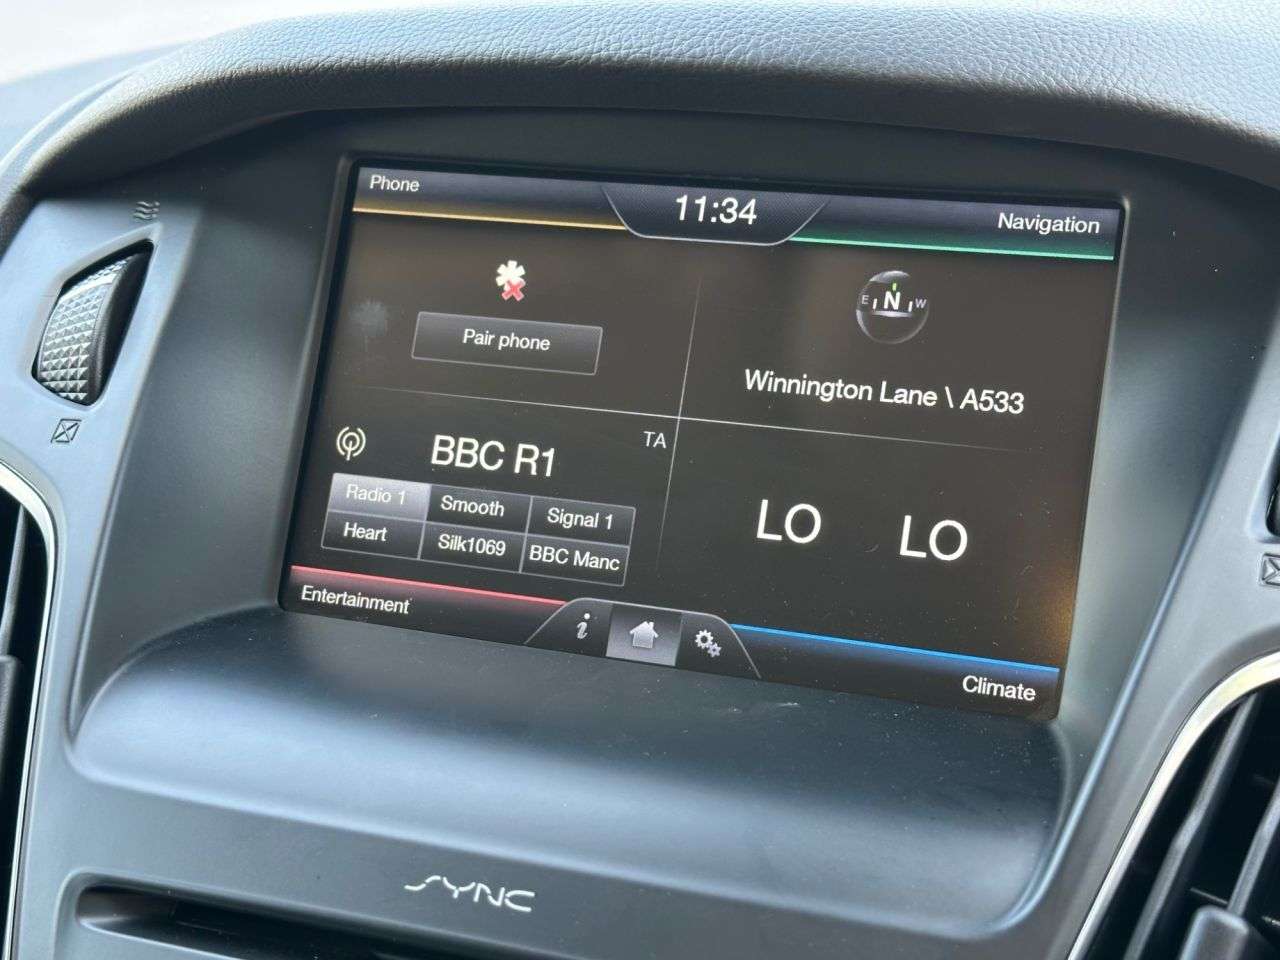 Phone
11:34
Navigation
Pair phone
E N W
Winnington Lane \ A533
TA
BBC R1
Radio 1 Smooth Signal 1
Heart Silk1069 BBC Manc
LO LO
Entertainment
i
Climate
SYNC